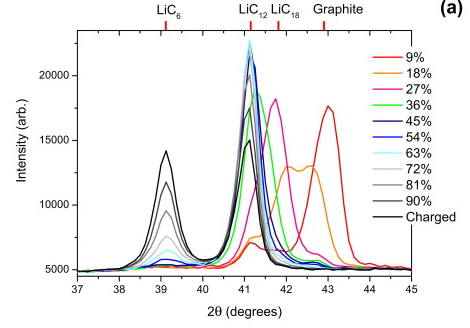 (a)
LiC6 LiC12 LiC18 Graphite
Intensity (arb.)
20000
15000
10000
5000
9%
18%
27%
36%
45%
54%
63%
72%
81%
90%
Charged
37 38 39 40 41 42 43 44 45
2θ (degrees)